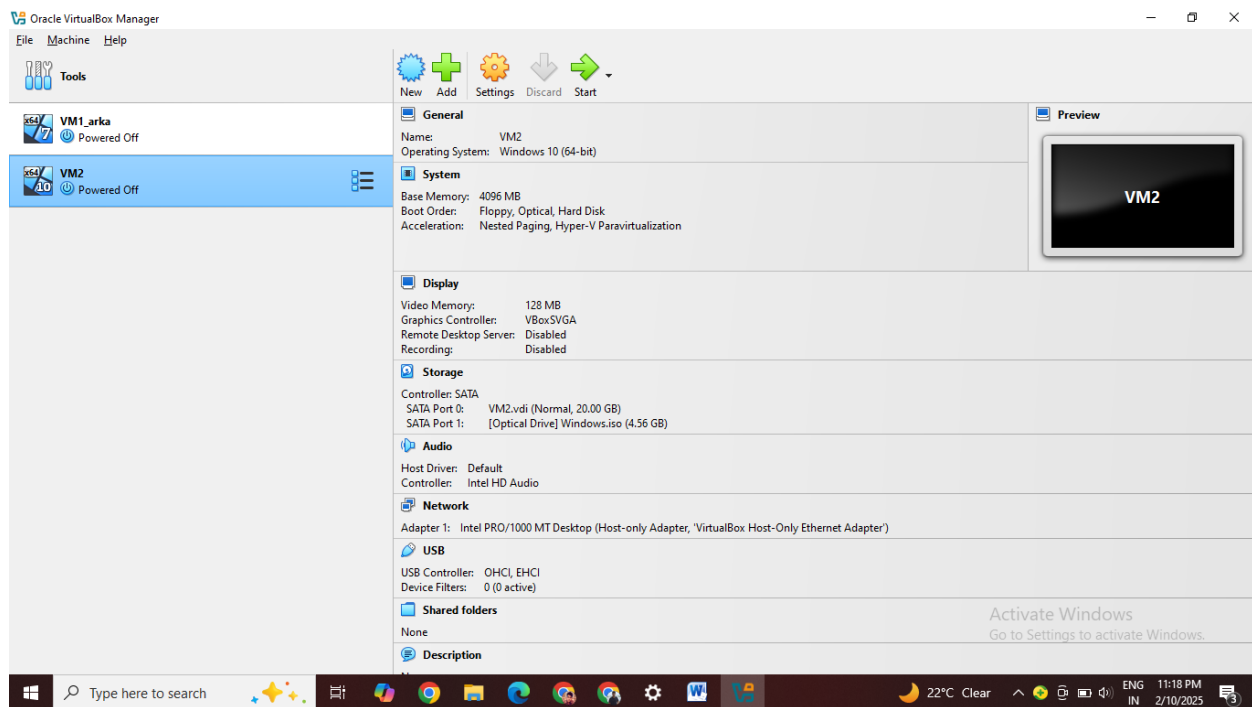 Oracle VirtualBox Manager
File Machine Help
Tools
New Add Settings Discard Start
x64 7 VM1_arka
Powered Off
x64 10 VM2
Powered Off
General
Name: VM2
Operating System: Windows 10 (64-bit)
Preview
VM2
System
Base Memory: 4096 MB
Boot Order: Floppy, Optical, Hard Disk
Acceleration: Nested Paging, Hyper-V Paravirtualization
Display
Video Memory: 128 MB
Graphics Controller: VBoxSVGA
Remote Desktop Server: Disabled
Recording: Disabled
Storage
Controller: SATA
SATA Port 0: VM2.vdi (Normal, 20.00 GB)
SATA Port 1: [Optical Drive] Windows.iso (4.56 GB)
Audio
Host Driver: Default
Controller: Intel HD Audio
Network
Adapter 1: Intel PRO/1000 MT Desktop (Host-only Adapter, 'VirtualBox Host-Only Ethernet Adapter')
USB
USB Controller: OHCI, EHCI
Device Filters: 0 (0 active)
Shared folders
None
Description
Activate Windows
Go to Settings to activate Windows.
Type here to search
W
22°C Clear
ENG
IN
11:18 PM
2/10/2025
3